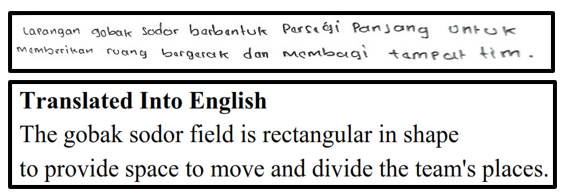 Lapangan gobak sodor barbentuk Persegi Panjang untuk
memberikan ruang bergerak dan membagi tempat tim.
Translated Into English
The gobak sodor field is rectangular in shape
to provide space to move and divide the team's places.